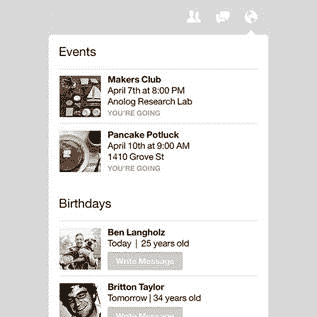 Events
Makers Club
April 7th at 8:00 PM
Anolog Research Lab
YOU'RE GOING
Pancake Potluck
April 10th at 9:00 AM
1410 Grove St
YOU'RE GOING
Birthdays
Ben Langholz
Today | 25 years old
Write Message
Britton Taylor
Tomorrow | 34 years old
Write Message